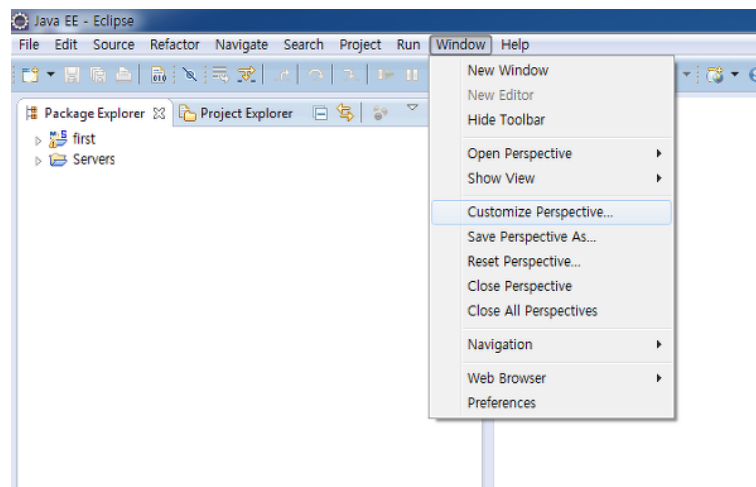 Java EE - Eclipse
File Edit Source Refactor Navigate Search Project Run Window Help
Package Explorer Project Explorer
first
Servers
New Window
New Editor
Hide Toolbar
Open Perspective
Show View
Customize Perspective...
Save Perspective As...
Reset Perspective...
Close Perspective
Close All Perspectives
Navigation
Web Browser
Preferences